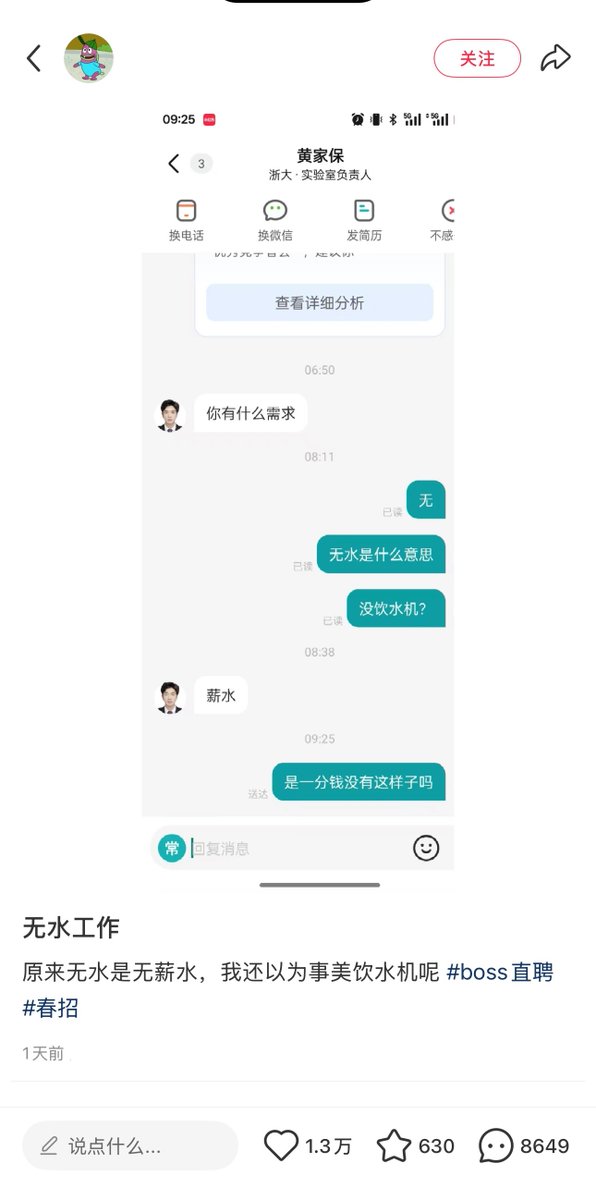 关注
09:25
3
黄家保
浙大·实验室负责人
换电话
换微信
发简历
不感
查看详细分析
06:50
你有什么需求
08:11
无
已读
无水是什么意思
已读
没饮水机?
已读
08:38
薪水
09:25
是一分钱没有这样子吗
送达
常
回复消息
无水工作
原来无水是无薪水，我还以为事美饮水机呢 #boss直聘
#春招
1天前
说点什么...
1.3万
630
8649